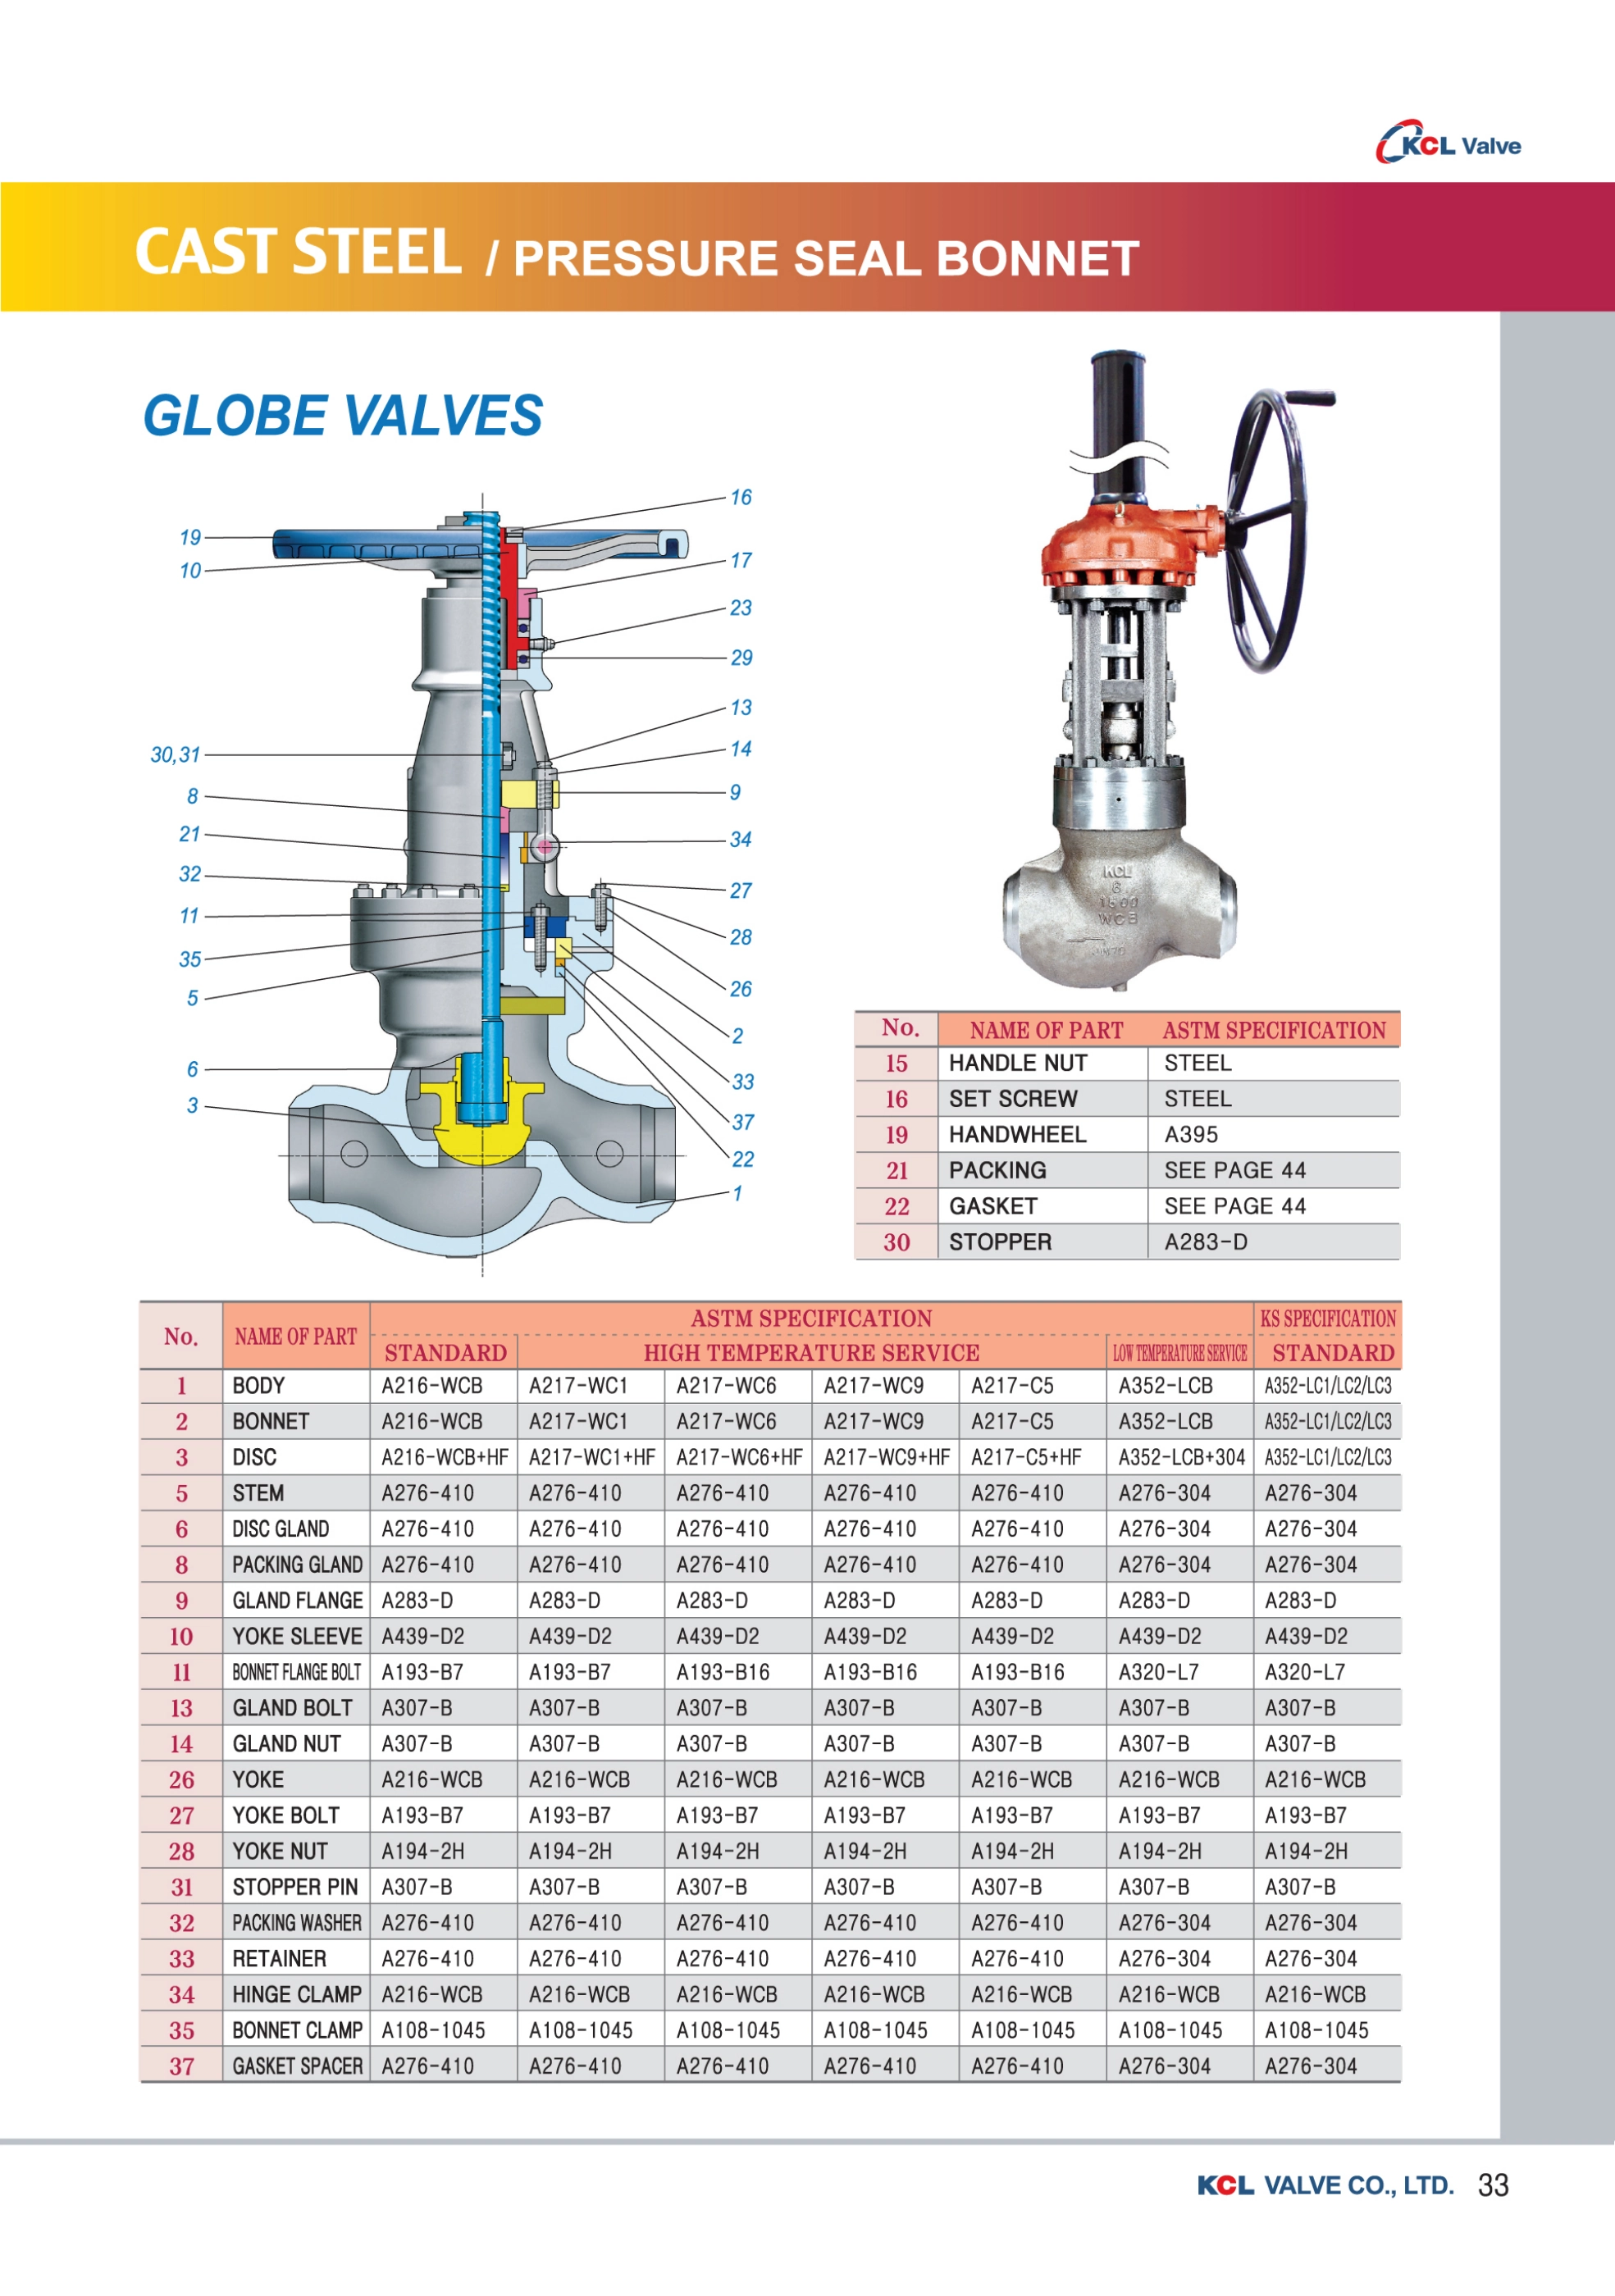 KCL Valve
CAST STEEL / PRESSURE SEAL BONNET
GLOBE VALVES
16
19
10
17
23
29
13
30,31
14
8
9
21
34
32
27
11
28
35
26
5
2
6
33
3
37
22
1
KCL
6
1500
WCB
No. NAME OF PART ASTM SPECIFICATION
15 HANDLE NUT STEEL
16 SET SCREW STEEL
19 HANDWHEEL A395
21 PACKING SEE PAGE 44
22 GASKET SEE PAGE 44
30 STOPPER A283-D
No. NAME OF PART ASTM SPECIFICATION KS SPECIFICATION
STANDARD HIGH TEMPERATURE SERVICE LOW TEMPERATURE SERVICE STANDARD
1 BODY A216-WCB A217-WC1 A217-WC6 A217-WC9 A217-C5 A352-LCB A352-LC1/LC2/LC3
2 BONNET A216-WCB A217-WC1 A217-WC6 A217-WC9 A217-C5 A352-LCB A352-LC1/LC2/LC3
3 DISC A216-WCB+HF A217-WC1+HF A217-WC6+HF A217-WC9+HF A217-C5+HF A352-LCB+304 A352-LC1/LC2/LC3
5 STEM A276-410 A276-410 A276-410 A276-410 A276-410 A276-304 A276-304
6 DISC GLAND A276-410 A276-410 A276-410 A276-410 A276-410 A276-304 A276-304
8 PACKING GLAND A276-410 A276-410 A276-410 A276-410 A276-410 A276-304 A276-304
9 GLAND FLANGE A283-D A283-D A283-D A283-D A283-D A283-D A283-D
10 YOKE SLEEVE A439-D2 A439-D2 A439-D2 A439-D2 A439-D2 A439-D2 A439-D2
11 BONNET FLANGE BOLT A193-B7 A193-B7 A193-B16 A193-B16 A193-B16 A320-L7 A320-L7
13 GLAND BOLT A307-B A307-B A307-B A307-B A307-B A307-B A307-B
14 GLAND NUT A307-B A307-B A307-B A307-B A307-B A307-B A307-B
26 YOKE A216-WCB A216-WCB A216-WCB A216-WCB A216-WCB A216-WCB A216-WCB
27 YOKE BOLT A193-B7 A193-B7 A193-B7 A193-B7 A193-B7 A193-B7 A193-B7
28 YOKE NUT A194-2H A194-2H A194-2H A194-2H A194-2H A194-2H A194-2H
31 STOPPER PIN A307-B A307-B A307-B A307-B A307-B A307-B A307-B
32 PACKING WASHER A276-410 A276-410 A276-410 A276-410 A276-410 A276-304 A276-304
33 RETAINER A276-410 A276-410 A276-410 A276-410 A276-410 A276-304 A276-304
34 HINGE CLAMP A216-WCB A216-WCB A216-WCB A216-WCB A216-WCB A216-WCB A216-WCB
35 BONNET CLAMP A108-1045 A108-1045 A108-1045 A108-1045 A108-1045 A108-1045 A108-1045
37 GASKET SPACER A276-410 A276-410 A276-410 A276-410 A276-410 A276-304 A276-304
KCL VALVE CO., LTD. 33